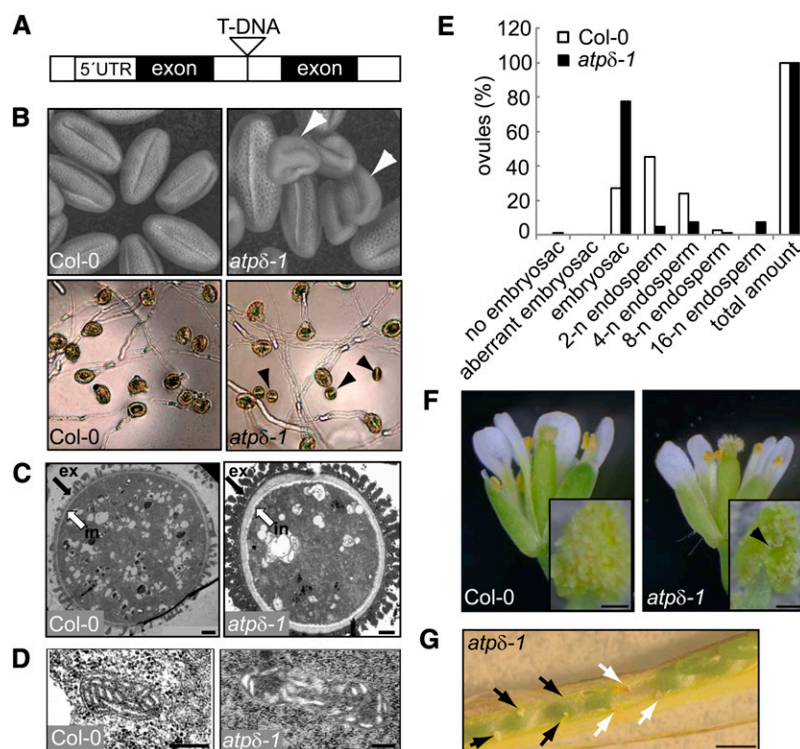 A
T-DNA
5´UTR exon exon
B
Col-0 atpδ-1
Col-0 atpδ-1
C
ex in ex in
Col-0 atpδ-1
D
Col-0 atpδ-1
E
ovules (%)
120
100
80
60
40
20
0
Col-0
atpδ-1
no embryosac
aberrant embryosac
embryosac
2-n endosperm
4-n endosperm
8-n endosperm
16-n endosperm
total amount
F
Col-0 atpδ-1
G
atpδ-1